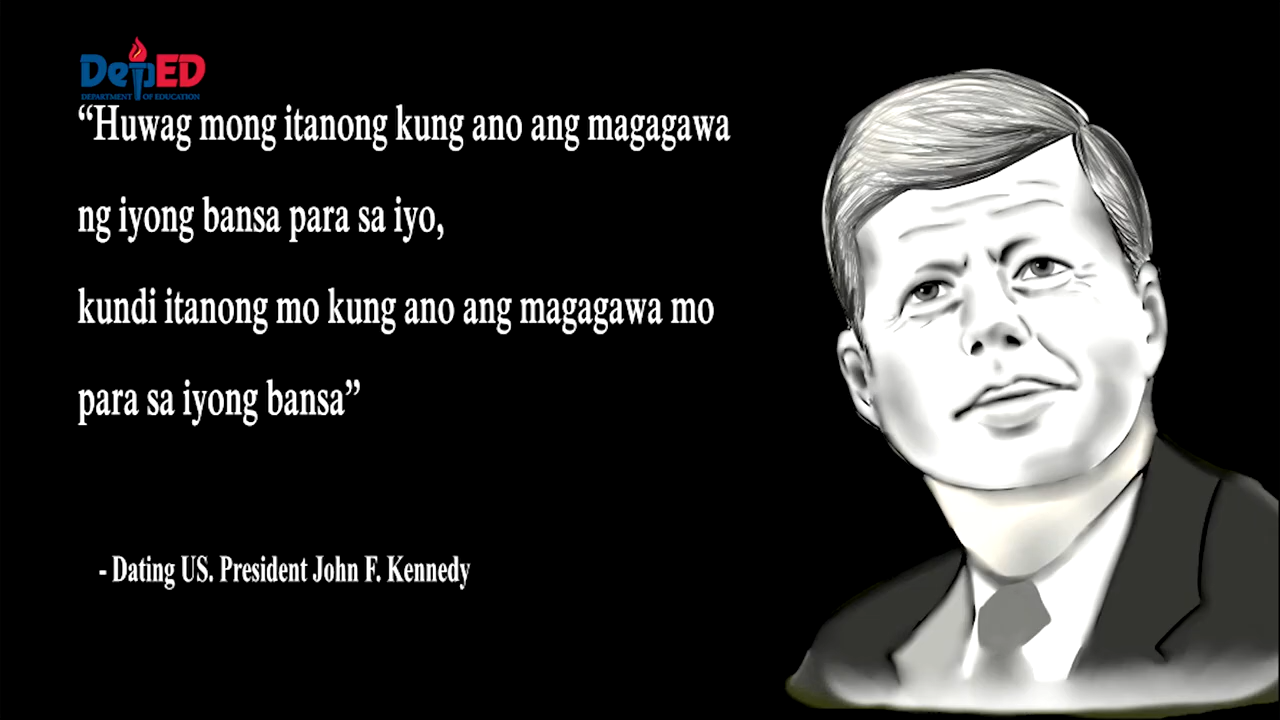 DepED
DEPARTMENT OF EDUCATION
“Huwag mong itanong kung ano ang magagawa
ng iyong bansa para sa iyo,
kundi itanong mo kung ano ang magagawa mo
para sa iyong bansa”
- Dating US. President John F. Kennedy